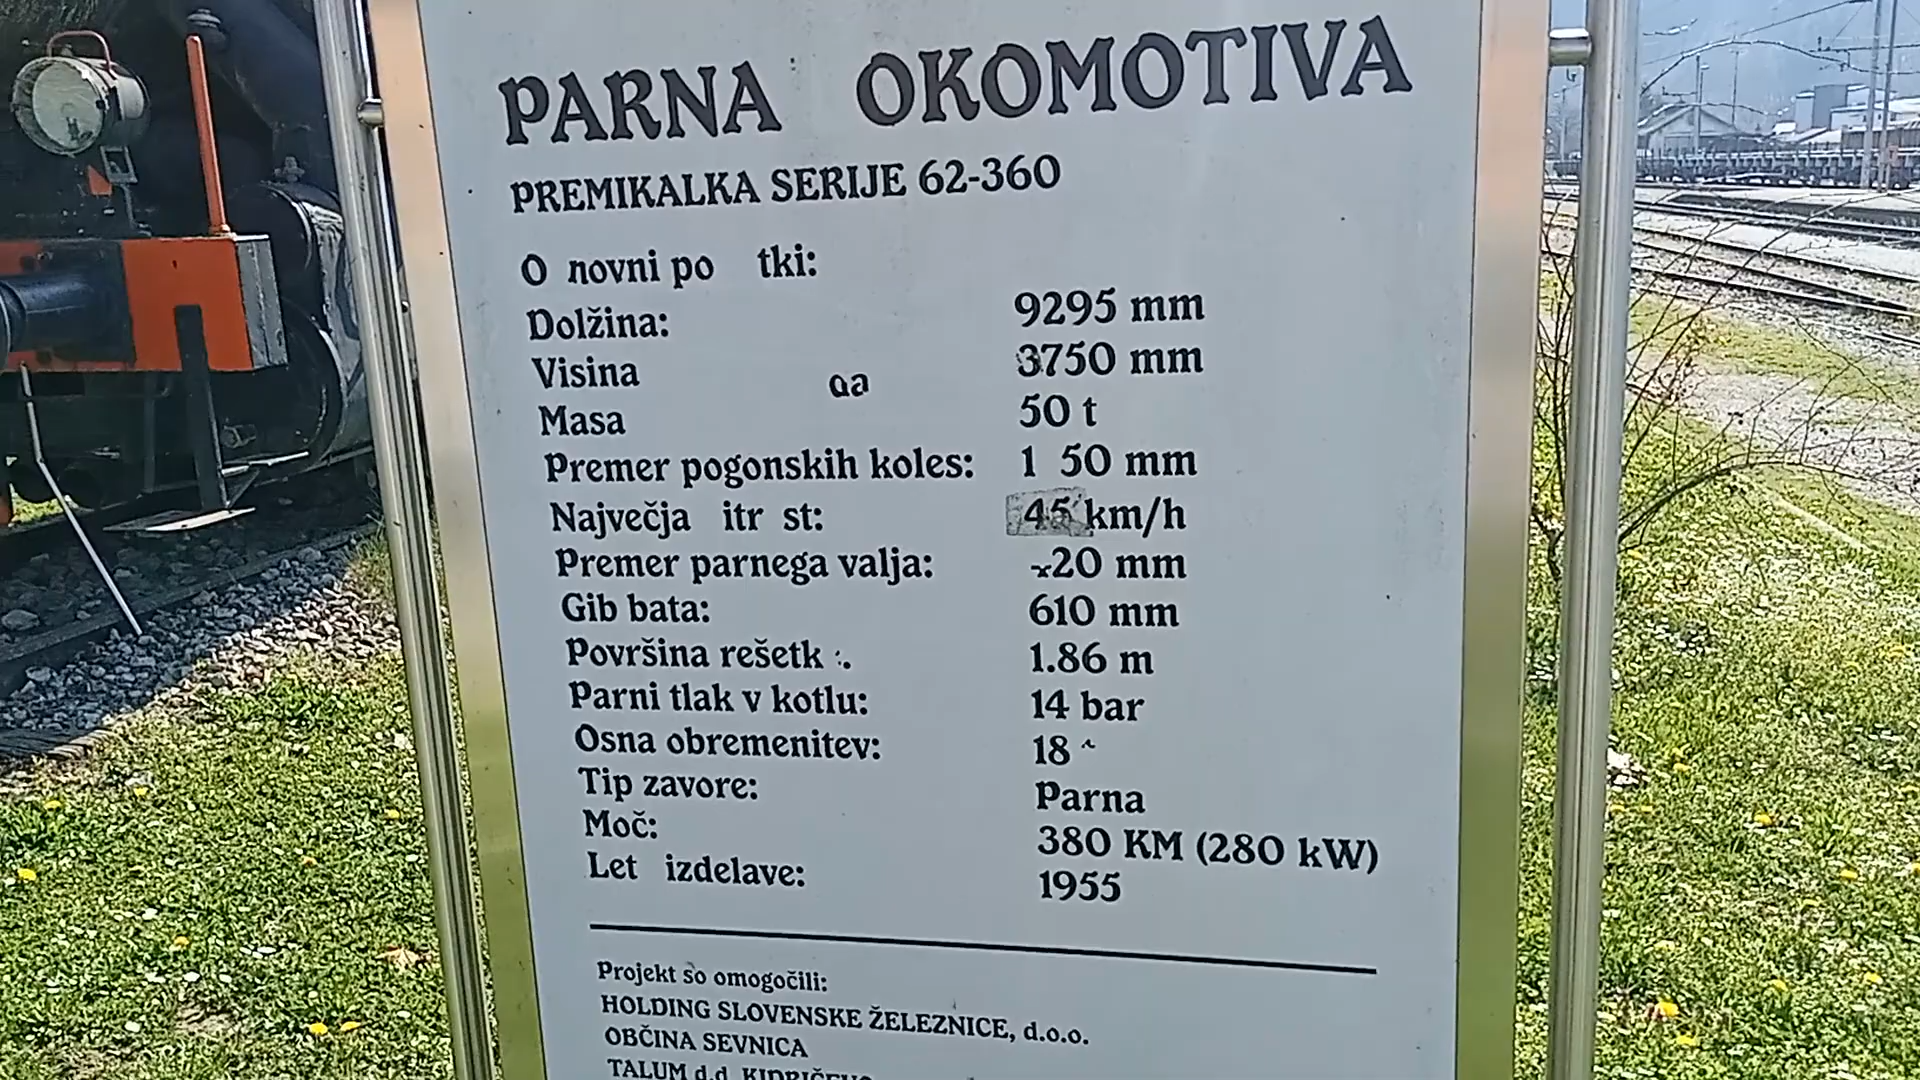 PARNA OKOMOTIVA
PREMIKALKA SERIJE 62-360
O novni po tki:
Dolžina: 9295 mm
Visina 3750 mm
Masa 50 t
Premer pogonskih koles: 1 50 mm
Največja itr st: 45 km/h
Premer parnega valja: 20 mm
Gib bata: 610 mm
Površina rešetk 1.86 m
Parni tlak v kotlu: 14 bar
Osna obremenitev: 18
Tip zavore: Parna
Moč: 380 KM (280 kW)
Let izdelave: 1955
Projekt so omogočili:
HOLDING SLOVENSKE ŽELEZNICE, d.o.o.
OBČINA SEVNICA
TALUM d.d.